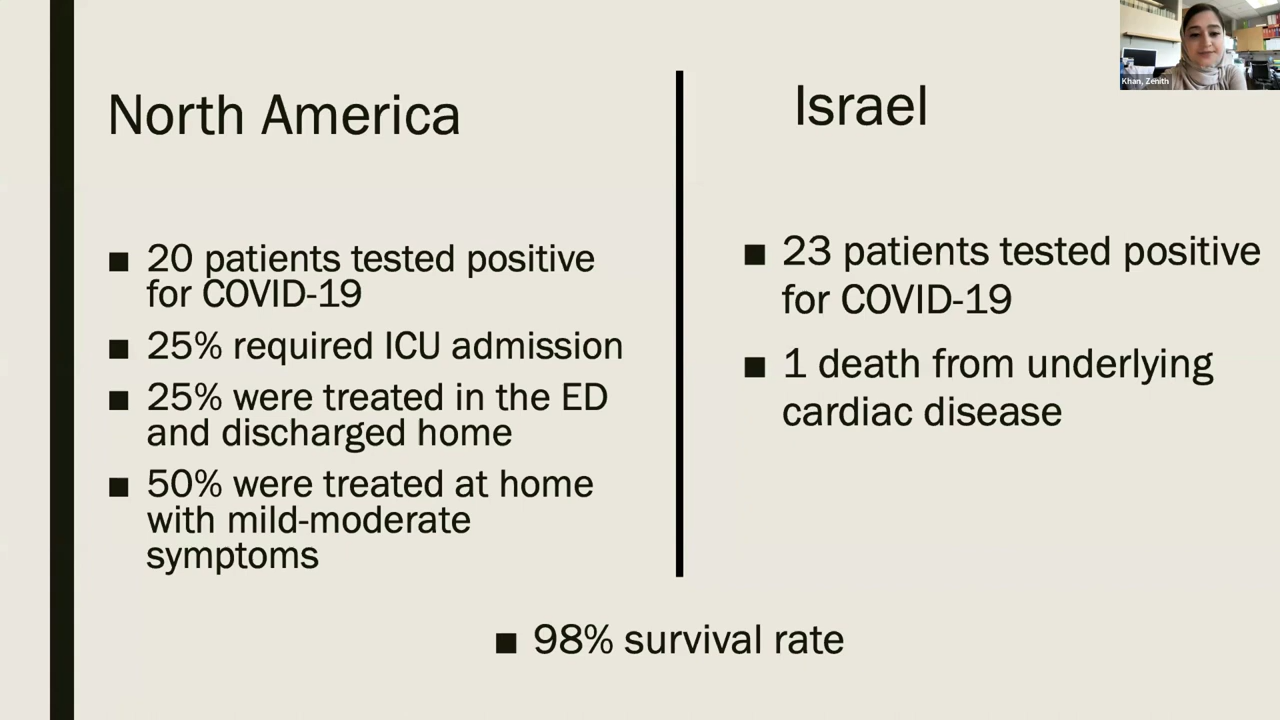 North America
■ 20 patients tested positive
for COVID-19
■ 25% required ICU admission
■ 25% were treated in the ED
and discharged home
■ 50% were treated at home
with mild-moderate
symptoms
Israel
■ 23 patients tested positive
for COVID-19
■ 1 death from underlying
cardiac disease
■ 98% survival rate
Khan, Zenith